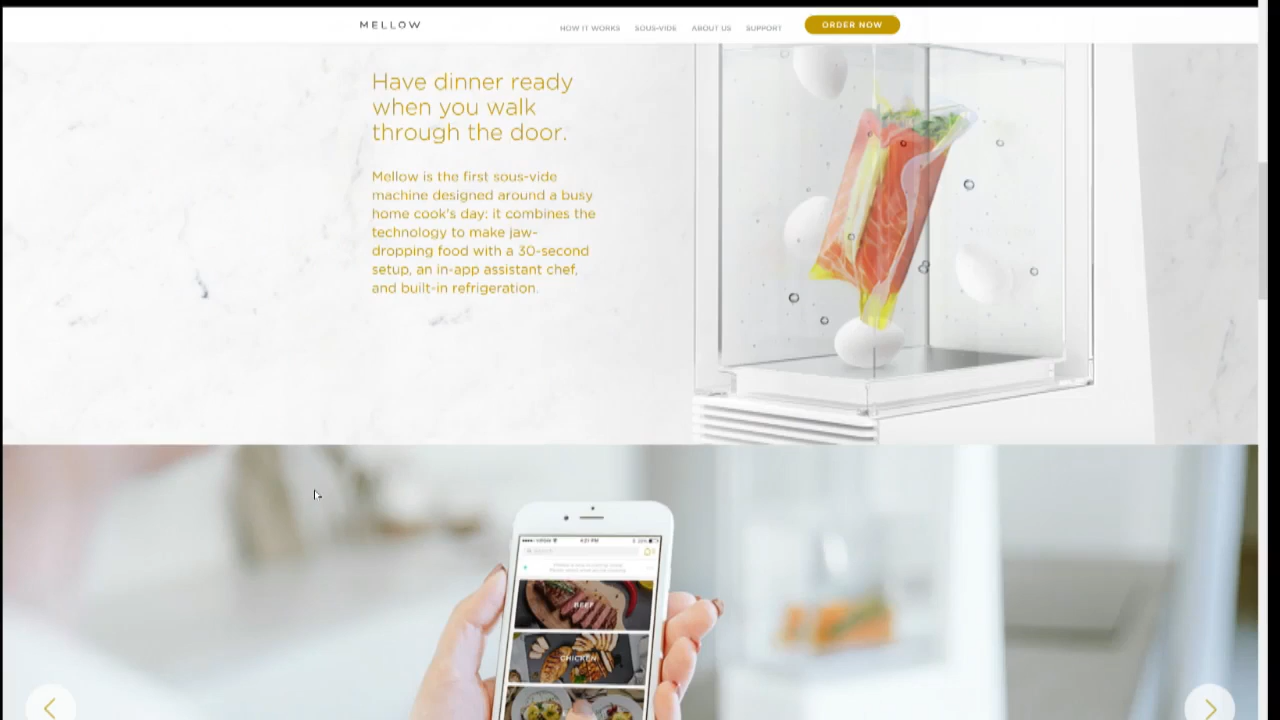 MELLOW
HOW IT WORKS SOUS-VIDE ABOUT US SUPPORT ORDER NOW
Have dinner ready
when you walk
through the door.
Mellow is the first sous-vide
machine designed around a busy
home cook's day: it combines the
technology to make jaw-
dropping food with a 30-second
setup, an in-app assistant chef,
and built-in refrigeration.
4:21 PM
BEEF
CHICKEN